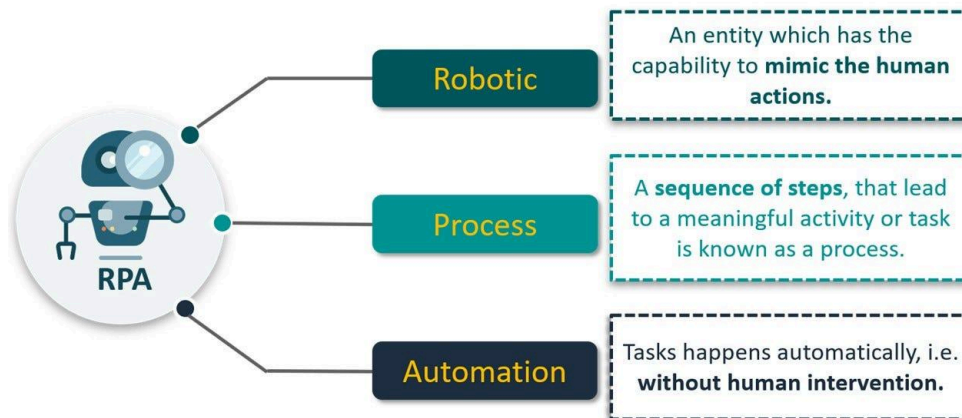 RPA
Robotic
An entity which has the
capability to mimic the human
actions.
Process
A sequence of steps, that lead
to a meaningful activity or task
is known as a process.
Automation
Tasks happens automatically, i.e.
without human intervention.